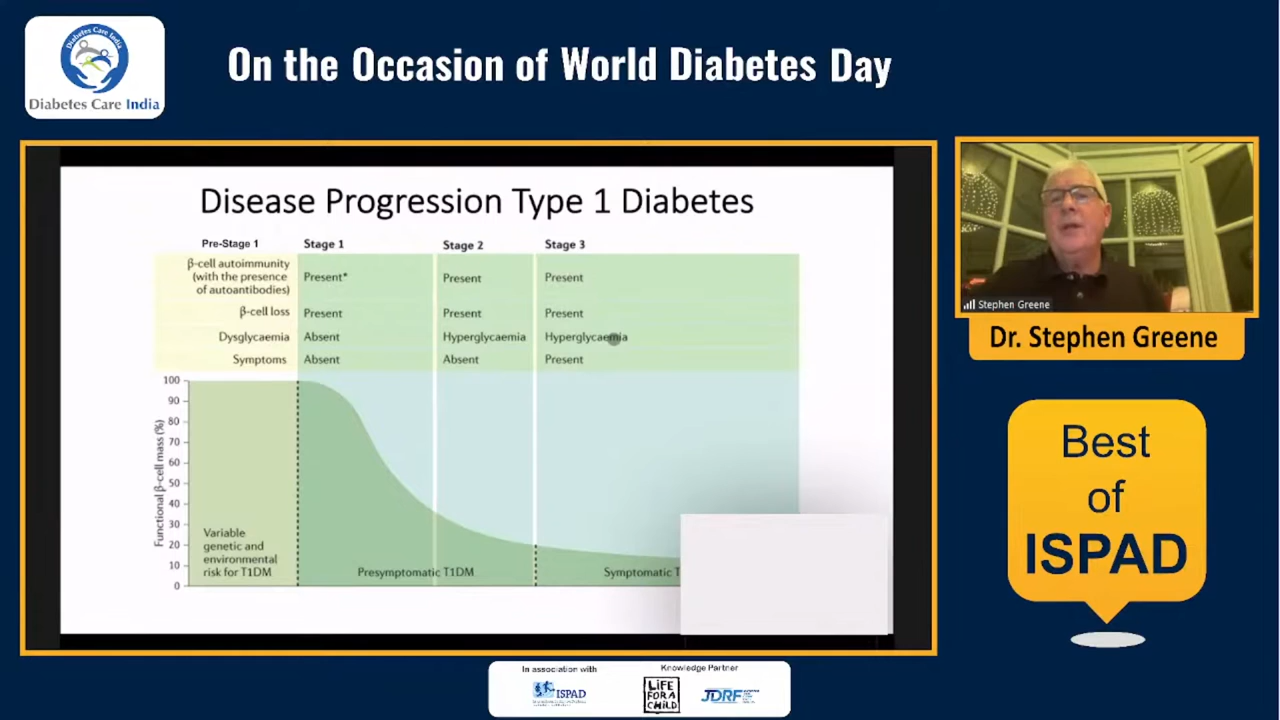 Diabetes Care India
Diabetes Care India
On the Occasion of World Diabetes Day
Disease Progression Type 1 Diabetes
Pre-Stage 1 Stage 1 Stage 2 Stage 3
β-cell autoimmunity
(with the presence
of autoantibodies) Present* Present Present
β-cell loss Present Present Present
Dysglycaemia Absent Hyperglycaemia Hyperglycaemia
Symptoms Absent Absent Present
Functional β-cell mass (%)
100
90
80
70
60
50
40
30
20
10
0
Variable
genetic and
environmental
risk for T1DM
Presymptomatic T1DM
Symptomatic T
Stephen Greene
Dr. Stephen Greene
Best
of
ISPAD
In association with
ISPAD
Knowledge Partner
LiFE
FOR A
CHiLD
JDRF